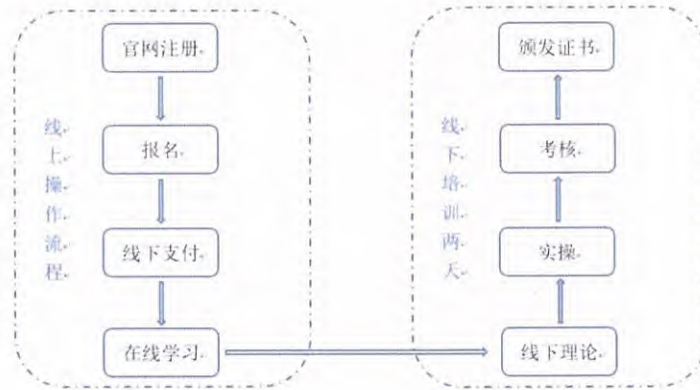 官网注册
报名
线下支付
在线学习
线上操作流程
颁发证书
考核
实操
线下理论
线下培训两天